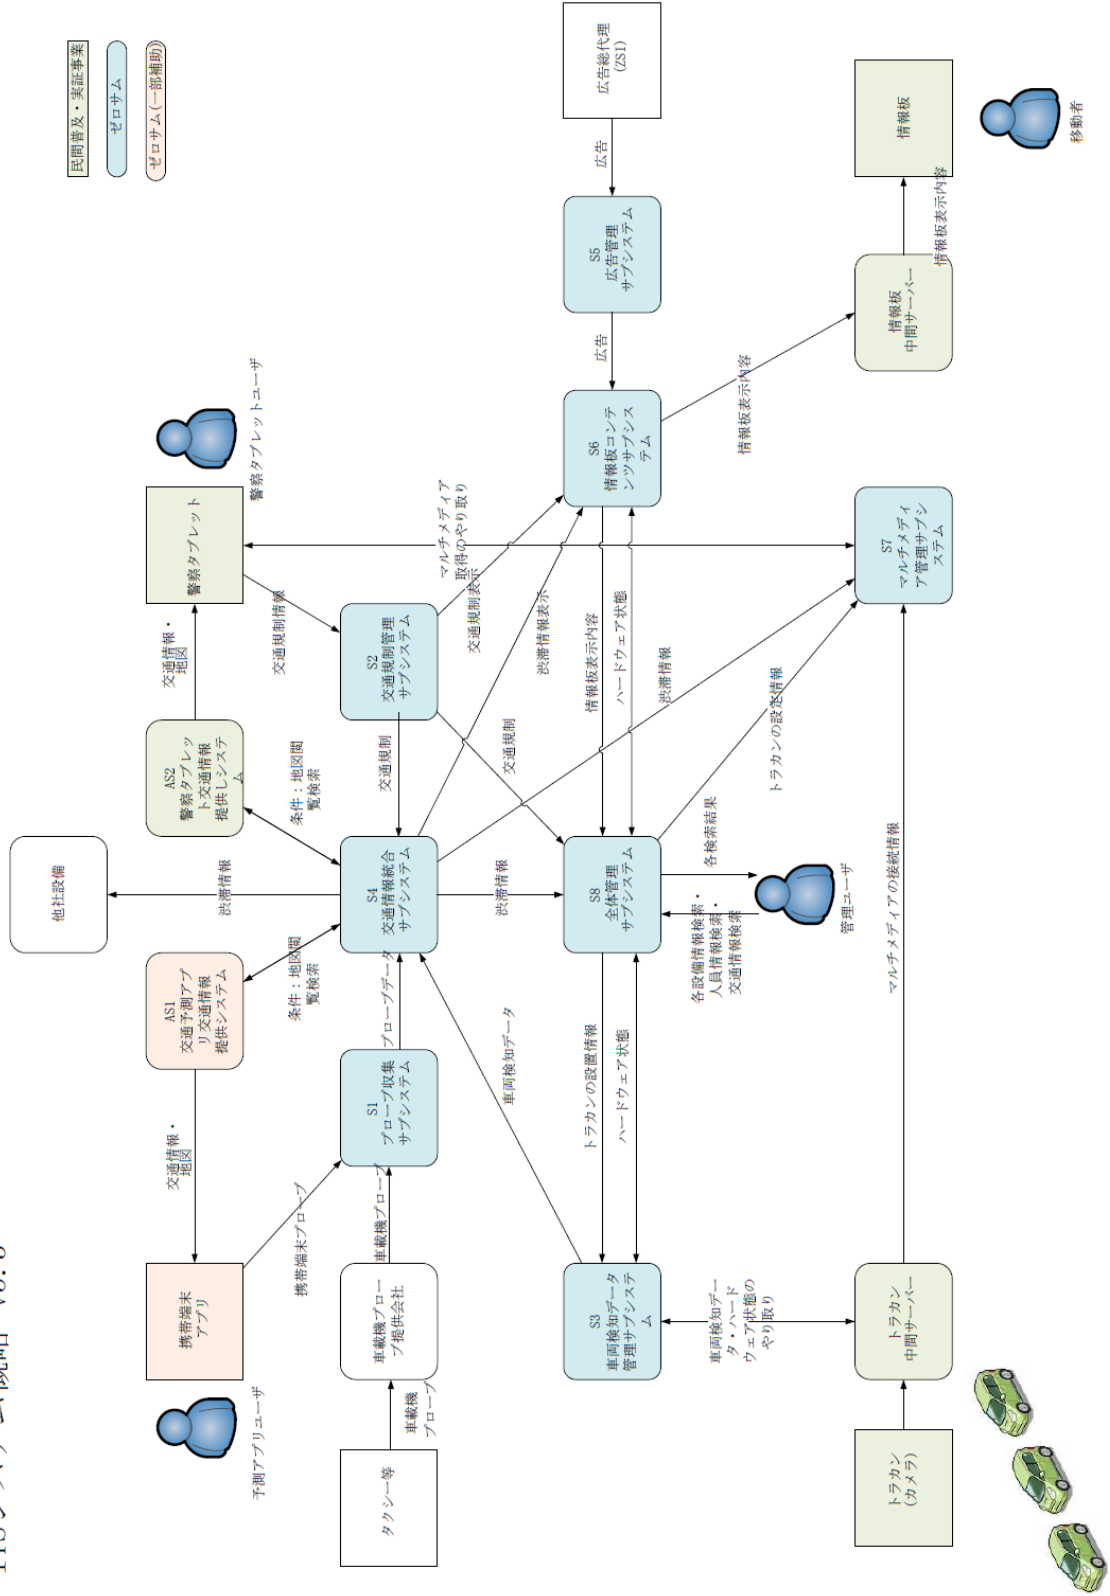 民間普及・実証事業
ゼロサム
ゼロサム(一部補助)
他社設備
渋滞情報
予測アプリユーザ
携帯端末
アプリ
交通情報・
地図
AS1
交通予測アプ
リ交通情報
提供システム
条件：地図閲
覧検索
AS2
警察タブレッ
ト交通情報
提供しシステ
ム
条件：地図閲
覧検索
交通情報・
地図
警察タブレット
警察タブレットユーザ
交通規制情報
携帯端末プローブ
タクシー等
車載機
プローブ
車載機プロー
ブ提供会社
車載機プローブ
S1
プローブ収集
サブシステム
プローブデータ
S4
交通情報統合
サブシステム
交通規制
S2
交通規制管理
サブシステム
マルチメディア
取得のやり取り
交通規制表示
渋滞情報表示
車両検知データ
渋滞情報
交通規制
S3
車両検知データ
管理サブシステ
ム
トラカンの設置情報
ハードウェア状態
S8
全体管理
サブシステム
情報板表示内容
ハードウェア状態
渋滞情報
S6
情報板コンテ
ンツサブシス
テム
広告
S5
広告管理
サブシステム
広告
広告総代理
(ZSI)
車両検知デー
タ・ハード
ウェア状態の
やり取り
各設備情報検索・
人員情報検索・
交通情報検索
各検索結果
管理ユーザ
トラカンの設定情報
情報板表示内容
トラカン
(カメラ)
トラカン
中間サーバー
マルチメディアの接続情報
S7
マルチメディ
ア管理サブシ
ステム
情報板
中間サーバー
情報板表示内容
情報板
移動者